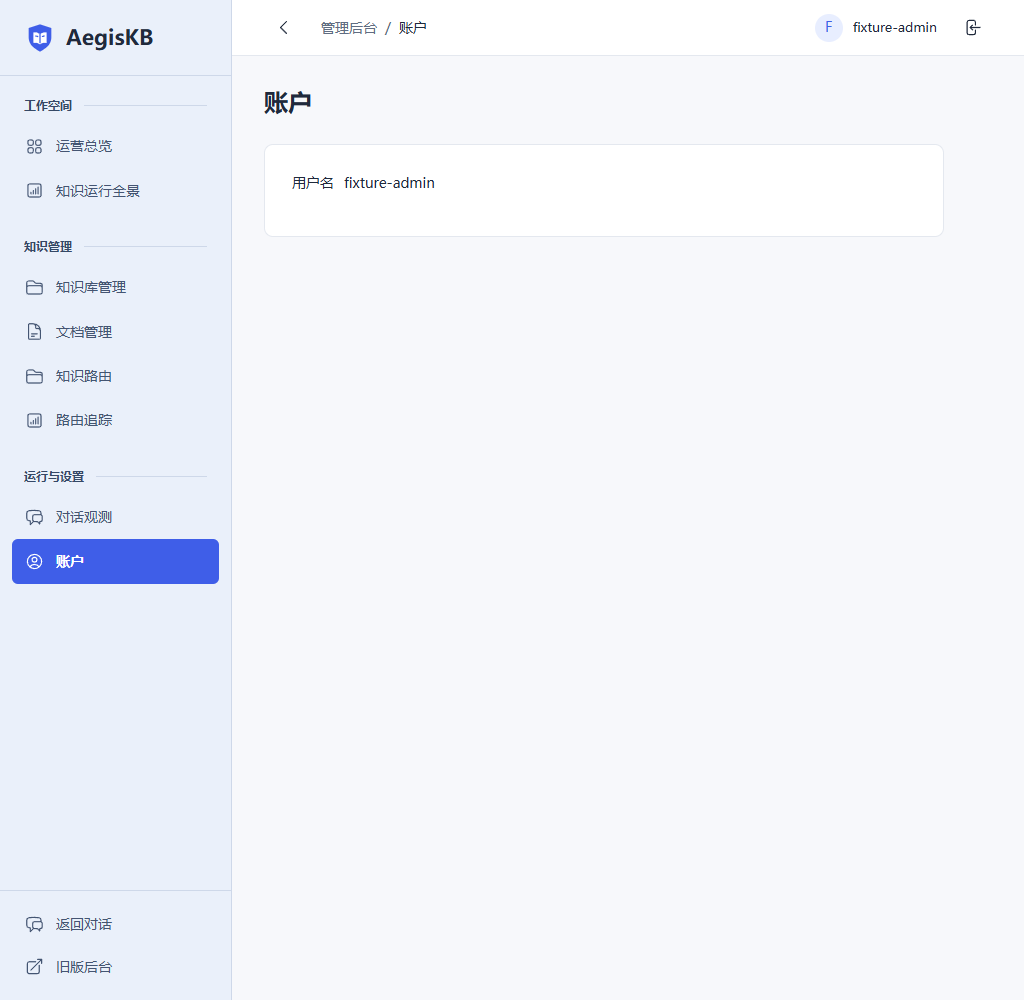 AegisKB
工作空间
运营总览
知识运行全景
知识管理
知识库管理
文档管理
知识路由
路由追踪
运行与设置
对话观测
账户
返回对话
旧版后台
管理后台 / 账户
F fixture-admin
账户
用户名 fixture-admin